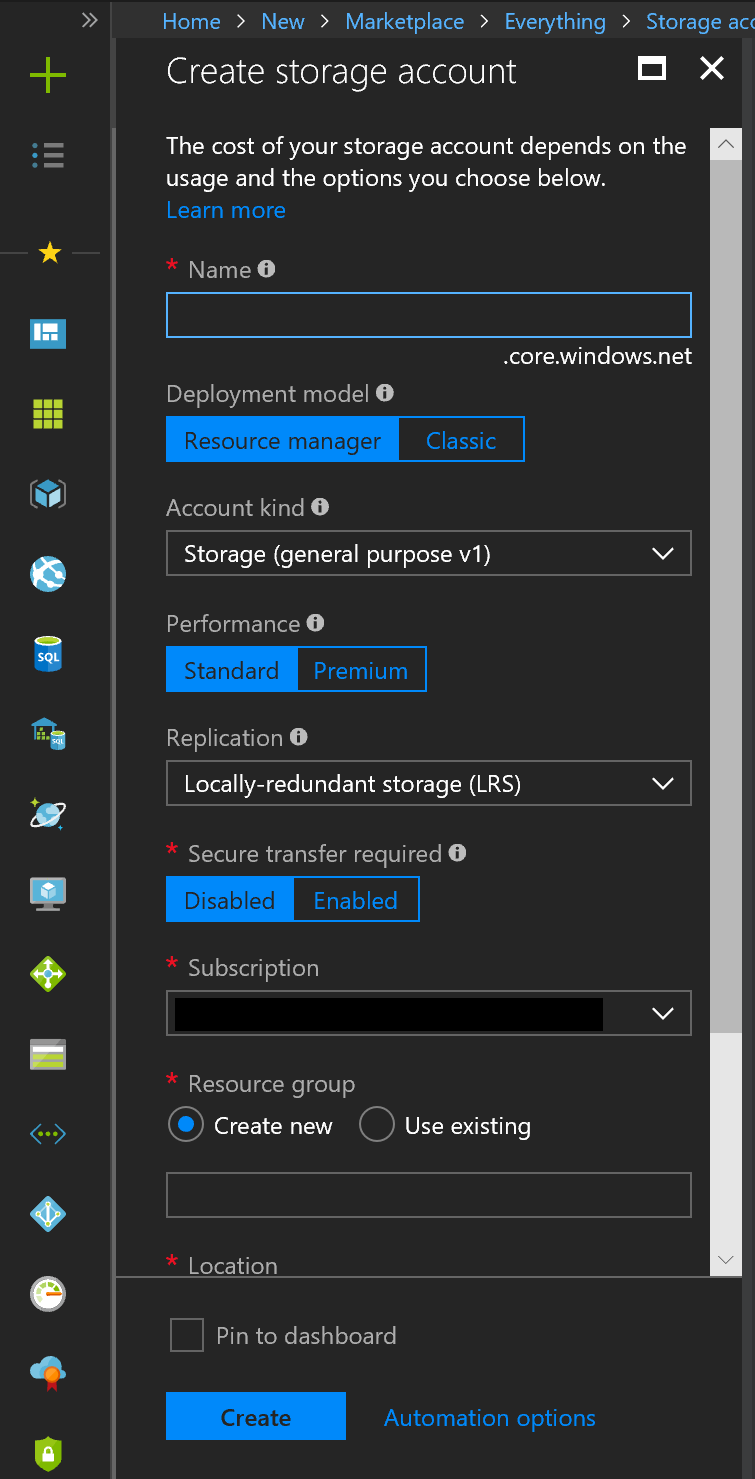 Home > New > Marketplace > Everything > Storage acc
Create storage account
The cost of your storage account depends on the
usage and the options you choose below.
Learn more
* Name
.core.windows.net
Deployment model
Resource manager Classic
Account kind
Storage (general purpose v1)
Performance
Standard Premium
Replication
Locally-redundant storage (LRS)
* Secure transfer required
Disabled Enabled
* Subscription
* Resource group
Create new Use existing
* Location
Pin to dashboard
Create Automation options
SQL
SQL